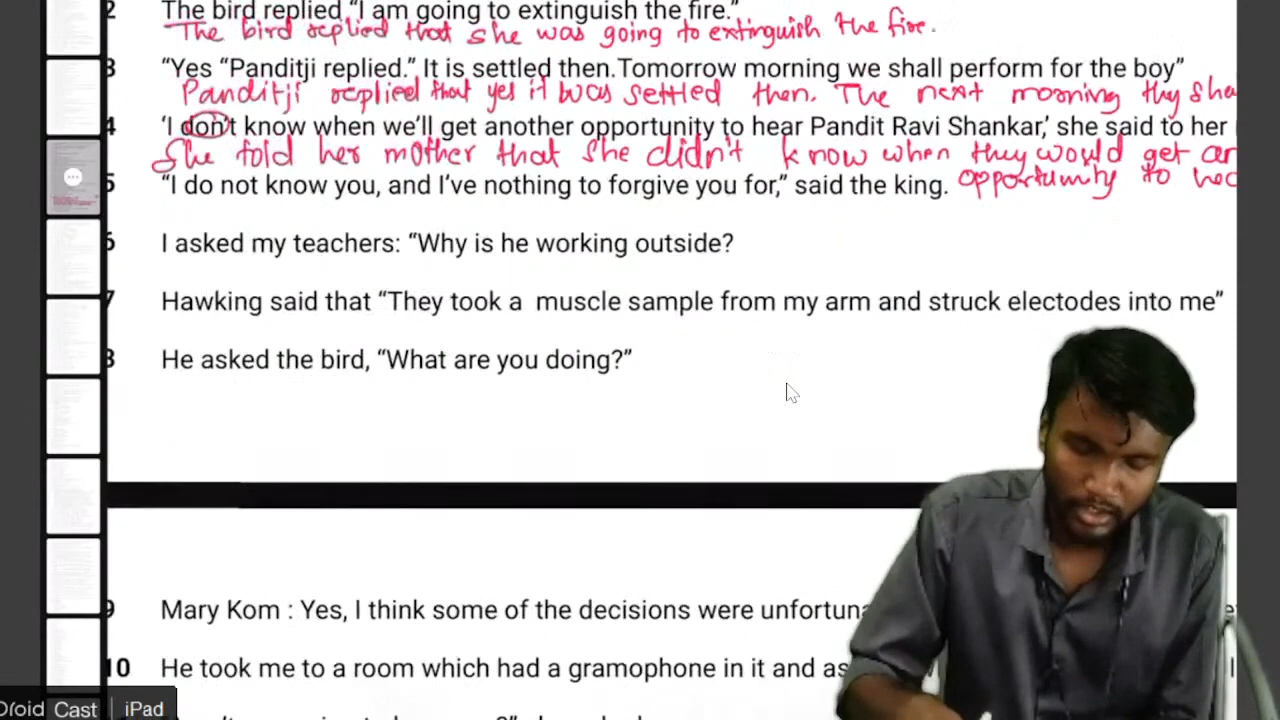 2 The bird replied “I am going to extinguish the fire.”
The bird replied that she was going to extinguish the fire.
3 “Yes “Panditji replied.” It is settled then.Tomorrow morning we shall perform for the boy”
Panditji replied that yes it was settled then. The next morning thy sha
4 ‘I don't know when we’ll get another opportunity to hear Pandit Ravi Shankar,’ she said to her
She told her mother that she didn't know when they would get an
5 “I do not know you, and I’ve nothing to forgive you for,” said the king. opportunity to hea
6 I asked my teachers: “Why is he working outside?
7 Hawking said that “They took a muscle sample from my arm and struck electodes into me”
8 He asked the bird, “What are you doing?”
9 Mary Kom : Yes, I think some of the decisions were unfortuna
10 He took me to a room which had a gramophone in it and as
Droid Cast iPad